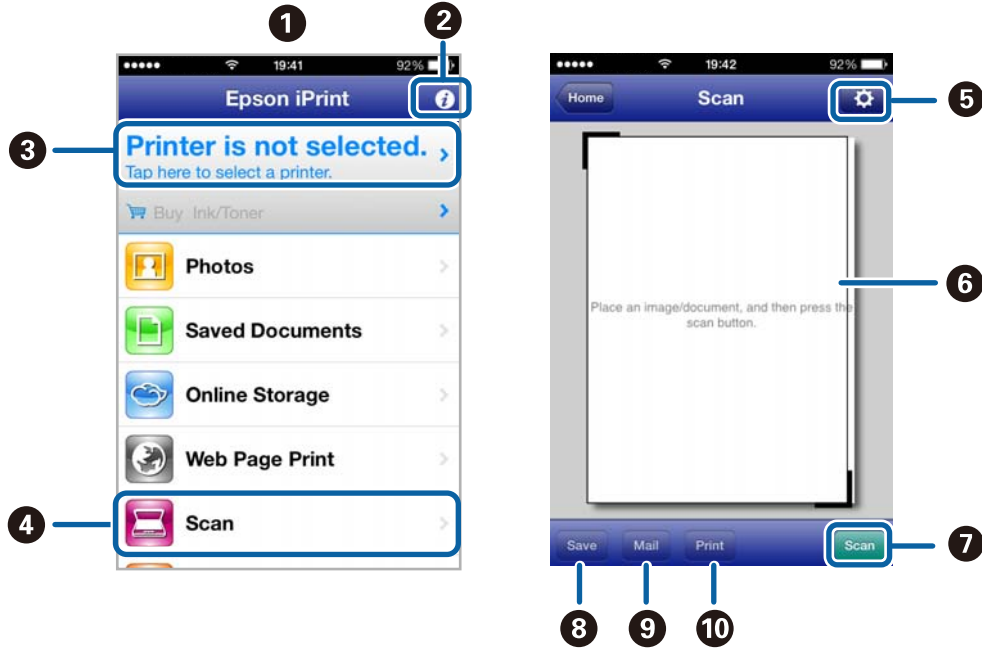 1
2
19:41
92%
Epson iPrint
i
3
Printer is not selected.
Tap here to select a printer.
Buy Ink/Toner
Photos
Saved Documents
Online Storage
Web Page Print
4
Scan
19:42
92%
Home
Scan
5
6
Place an image/document, and then press the
scan button.
Save
Mail
Print
Scan
7
8
9
10